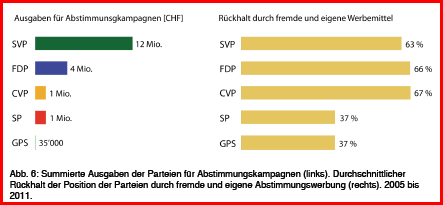 Ausgaben für Abstimmungskampagnen [CHF]
SVP 12 Mio.
FDP 4 Mio.
CVP 1 Mio.
SP 1 Mio.
GPS 35'000
Rückhalt durch fremde und eigene Werbemittel
SVP 63 %
FDP 66 %
CVP 67 %
SP 37 %
GPS 37 %
Abb. 6: Summierte Ausgaben der Parteien für Abstimmungskampagnen (links). Durchschnittlicher
Rückhalt der Position der Parteien durch fremde und eigene Abstimmungswerbung (rechts). 2005 bis
2011.